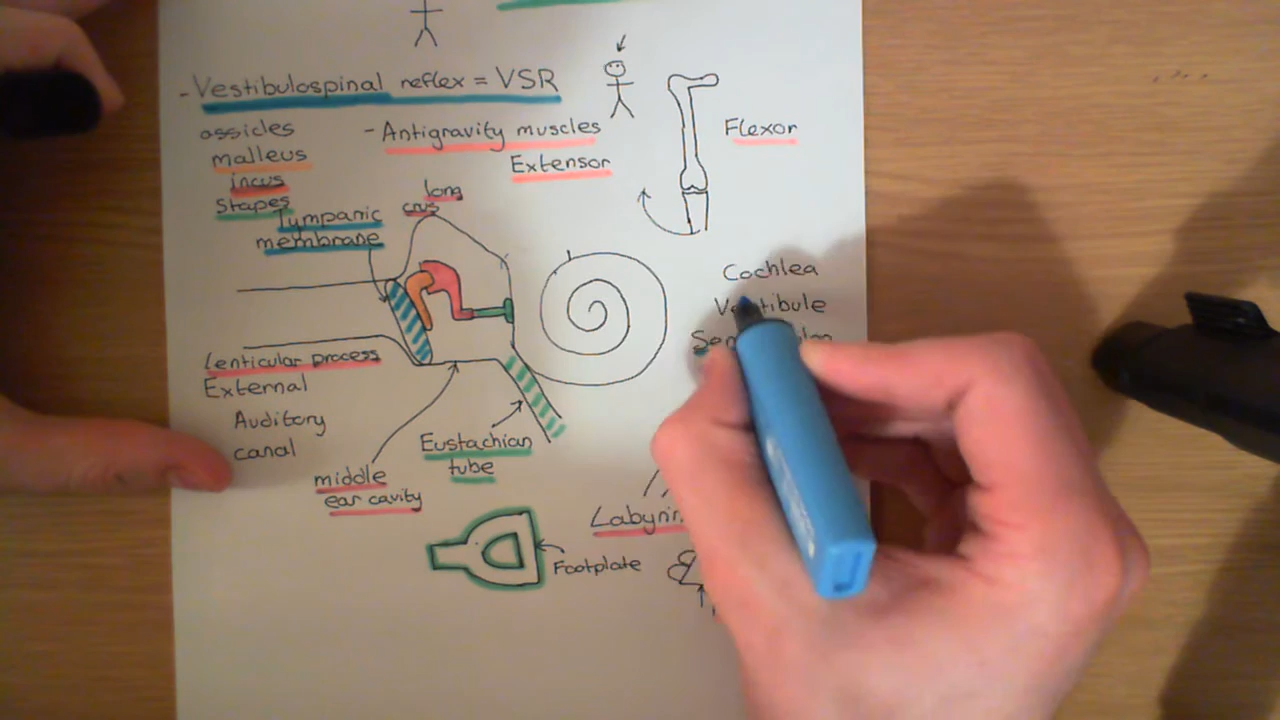 - Vestibulospinal reflex = VSR
ossicles
malleus
incus
stapes
- Antigravity muscles
Extensor
Flexor
long
crus
Tympanic
membrane
Cochlea
Lenticular process
External
Auditory
canal
Eustachian
tube
middle
ear cavity
Footplate